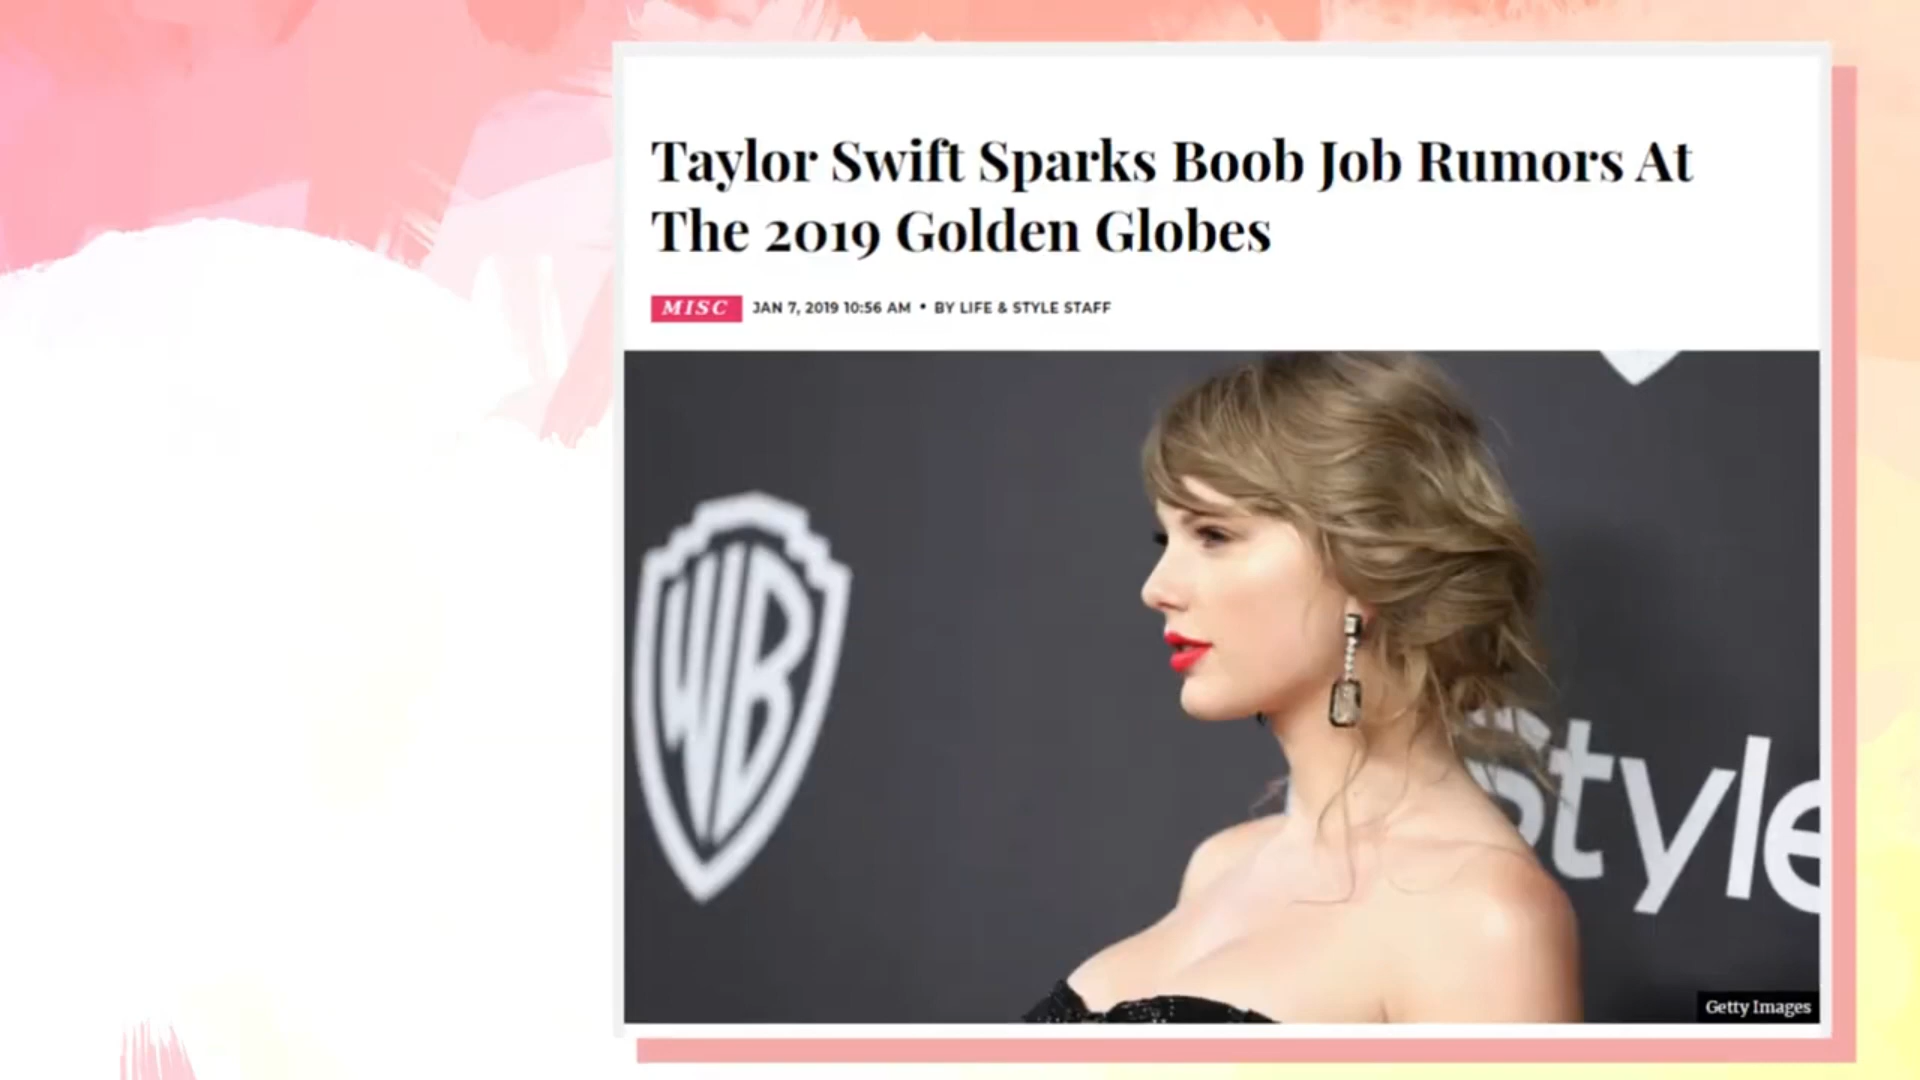 Taylor Swift Sparks Boob Job Rumors At
The 2019 Golden Globes
MISC JAN 7, 2019 10:56 AM • BY LIFE & STYLE STAFF
WB
Style
Getty Images